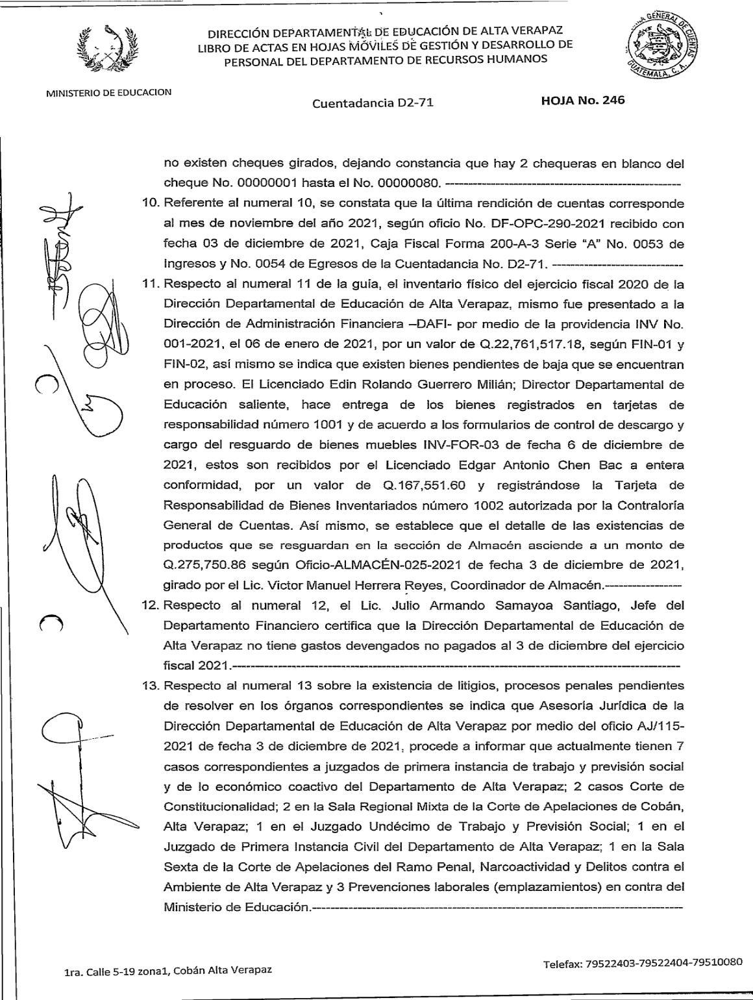 DIRECCIÓN DEPARTAMENTAL DE EDUCACIÓN DE ALTA VERAPAZ
LIBRO DE ACTAS EN HOJAS MÓVILES DE GESTIÓN Y DESARROLLO DE
PERSONAL DEL DEPARTAMENTO DE RECURSOS HUMANOS
GENERAL DE CUENTAS
GUATEMALA, C. A.
MINISTERIO DE EDUCACION
Cuentadancia D2-71
HOJA No. 246
no existen cheques girados, dejando constancia que hay 2 chequeras en blanco del
cheque No. 00000001 hasta el No. 00000080. ----------------------------------------------------
10. Referente al numeral 10, se constata que la última rendición de cuentas corresponde
al mes de noviembre del año 2021, según oficio No. DF-OPC-290-2021 recibido con
fecha 03 de diciembre de 2021, Caja Fiscal Forma 200-A-3 Serie “A” No. 0053 de
Ingresos y No. 0054 de Egresos de la Cuentadancia No. D2-71. -----------------------------
11. Respecto al numeral 11 de la guía, el inventario físico del ejercicio fiscal 2020 de la
Dirección Departamental de Educación de Alta Verapaz, mismo fue presentado a la
Dirección de Administración Financiera –DAFI- por medio de la providencia INV No.
001-2021, el 06 de enero de 2021, por un valor de Q.22,761,517.18, según FIN-01 y
FIN-02, así mismo se indica que existen bienes pendientes de baja que se encuentran
en proceso. El Licenciado Edin Rolando Guerrero Milián; Director Departamental de
Educación saliente, hace entrega de los bienes registrados en tarjetas de
responsabilidad número 1001 y de acuerdo a los formularios de control de descargo y
cargo del resguardo de bienes muebles INV-FOR-03 de fecha 6 de diciembre de
2021, estos son recibidos por el Licenciado Edgar Antonio Chen Bac a entera
conformidad, por un valor de Q.167,551.60 y registrándose la Tarjeta de
Responsabilidad de Bienes Inventariados número 1002 autorizada por la Contraloría
General de Cuentas. Así mismo, se establece que el detalle de las existencias de
productos que se resguardan en la sección de Almacén asciende a un monto de
Q.275,750.86 según Oficio-ALMACÉN-025-2021 de fecha 3 de diciembre de 2021,
girado por el Lic. Victor Manuel Herrera Reyes, Coordinador de Almacén.-----------------
12. Respecto al numeral 12, el Lic. Julio Armando Samayoa Santiago, Jefe del
Departamento Financiero certifica que la Dirección Departamental de Educación de
Alta Verapaz no tiene gastos devengados no pagados al 3 de diciembre del ejercicio
fiscal 2021.---------------------------------------------------------------------------------------------------
13. Respecto al numeral 13 sobre la existencia de litigios, procesos penales pendientes
de resolver en los órganos correspondientes se indica que Asesoría Jurídica de la
Dirección Departamental de Educación de Alta Verapaz por medio del oficio AJ/115-
2021 de fecha 3 de diciembre de 2021, procede a informar que actualmente tienen 7
casos correspondientes a juzgados de primera instancia de trabajo y previsión social
y de lo económico coactivo del Departamento de Alta Verapaz; 2 casos Corte de
Constitucionalidad; 2 en la Sala Regional Mixta de la Corte de Apelaciones de Cobán,
Alta Verapaz; 1 en el Juzgado Undécimo de Trabajo y Previsión Social; 1 en el
Juzgado de Primera Instancia Civil del Departamento de Alta Verapaz; 1 en la Sala
Sexta de la Corte de Apelaciones del Ramo Penal, Narcoactividad y Delitos contra el
Ambiente de Alta Verapaz y 3 Prevenciones laborales (emplazamientos) en contra del
Ministerio de Educación.----------------------------------------------------------------------------------
1ra. Calle 5-19 zona1, Cobán Alta Verapaz
Telefax: 79522403-79522404-79510080